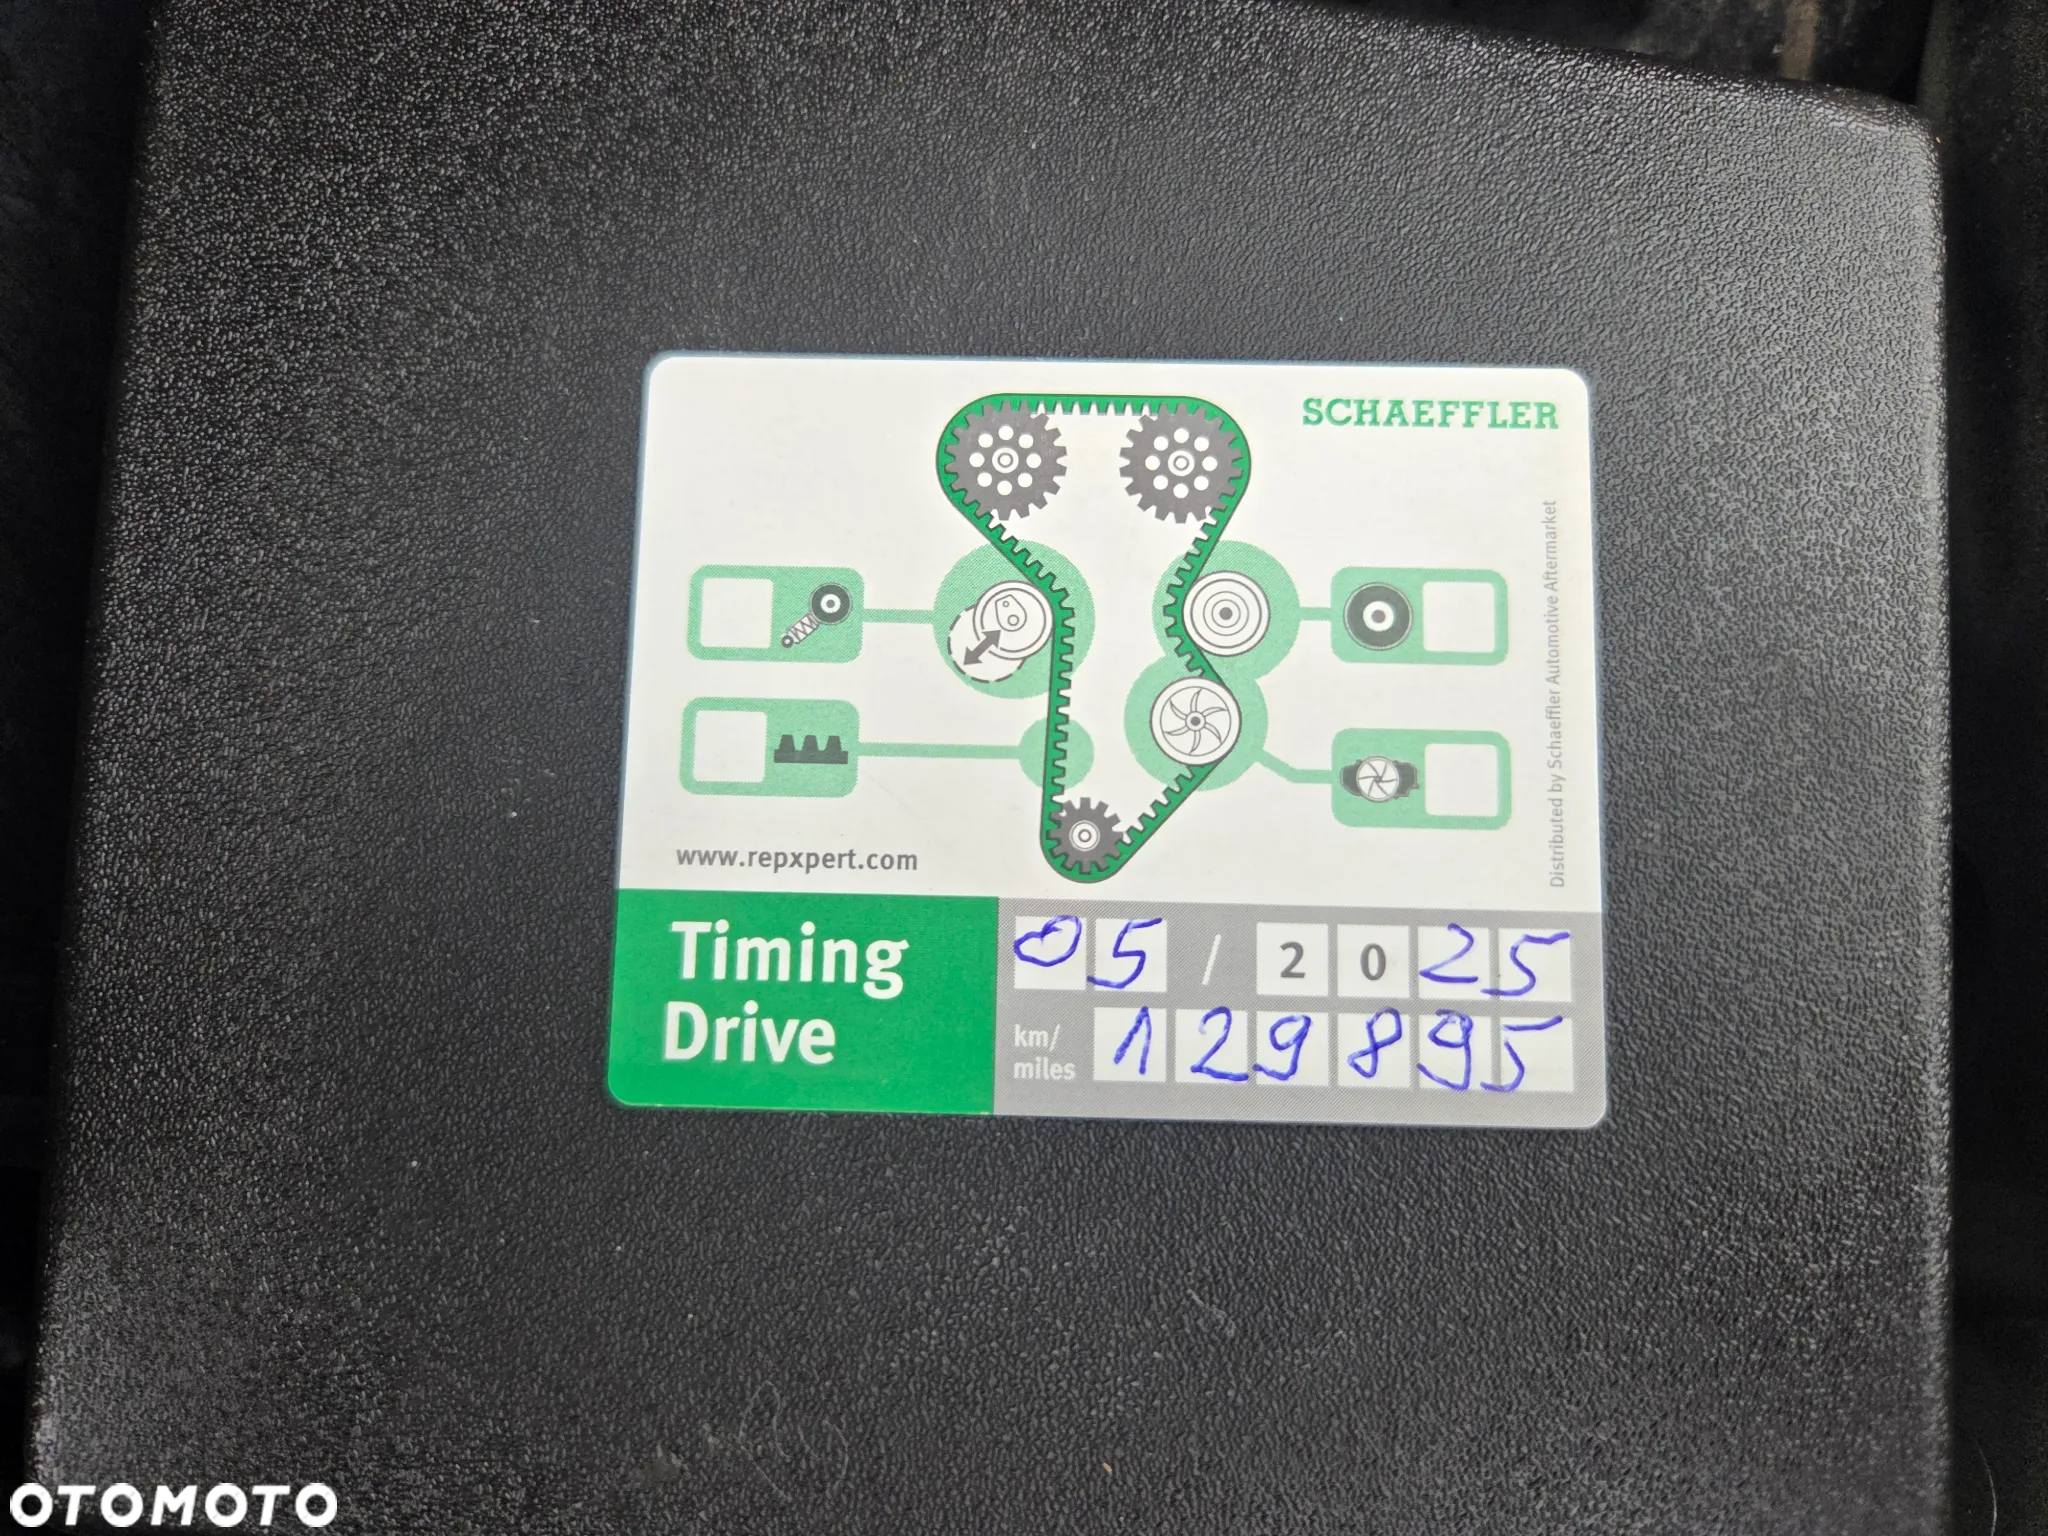 SCHAEFFLER
Distributed by Schaeffler Automotive Aftermarket
www.repxpert.com
Timing
Drive
05 / 2025
km/
miles
129895
OTOMOTO